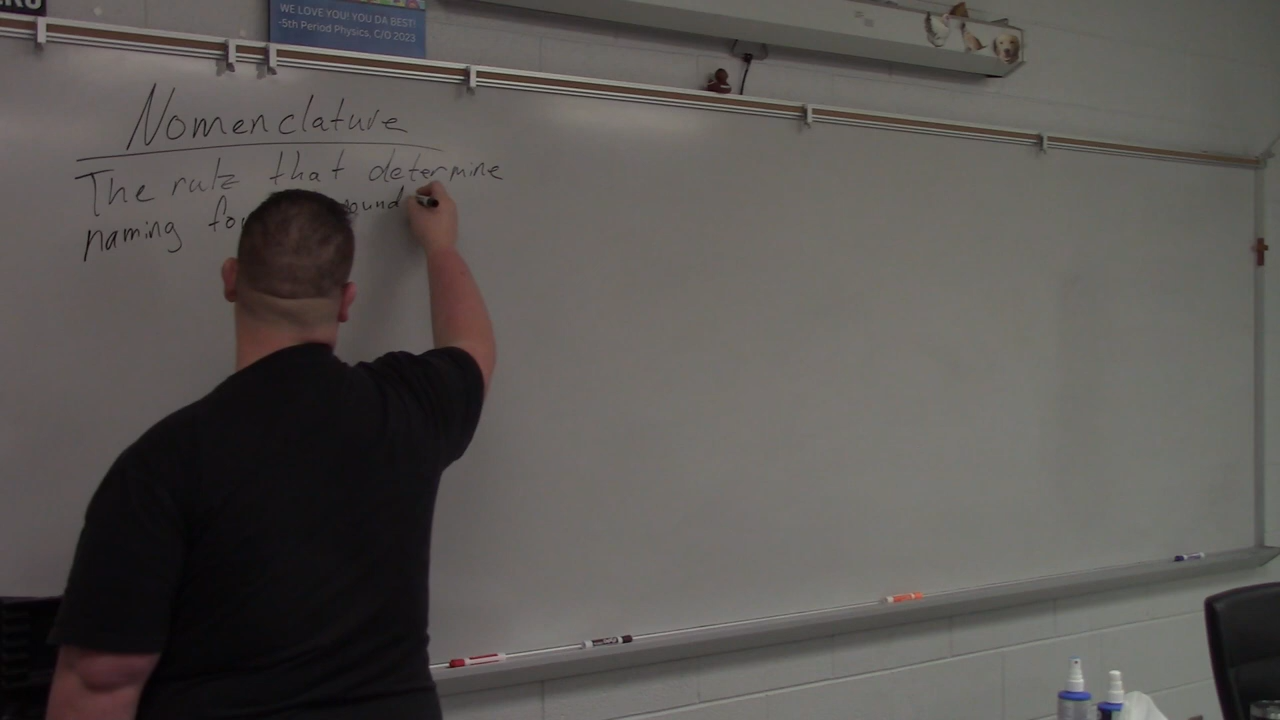 WE LOVE YOU! YOU DA BEST!
-5th Period Physics, C/O 2023
Nomenclature
The rule that determine
naming for